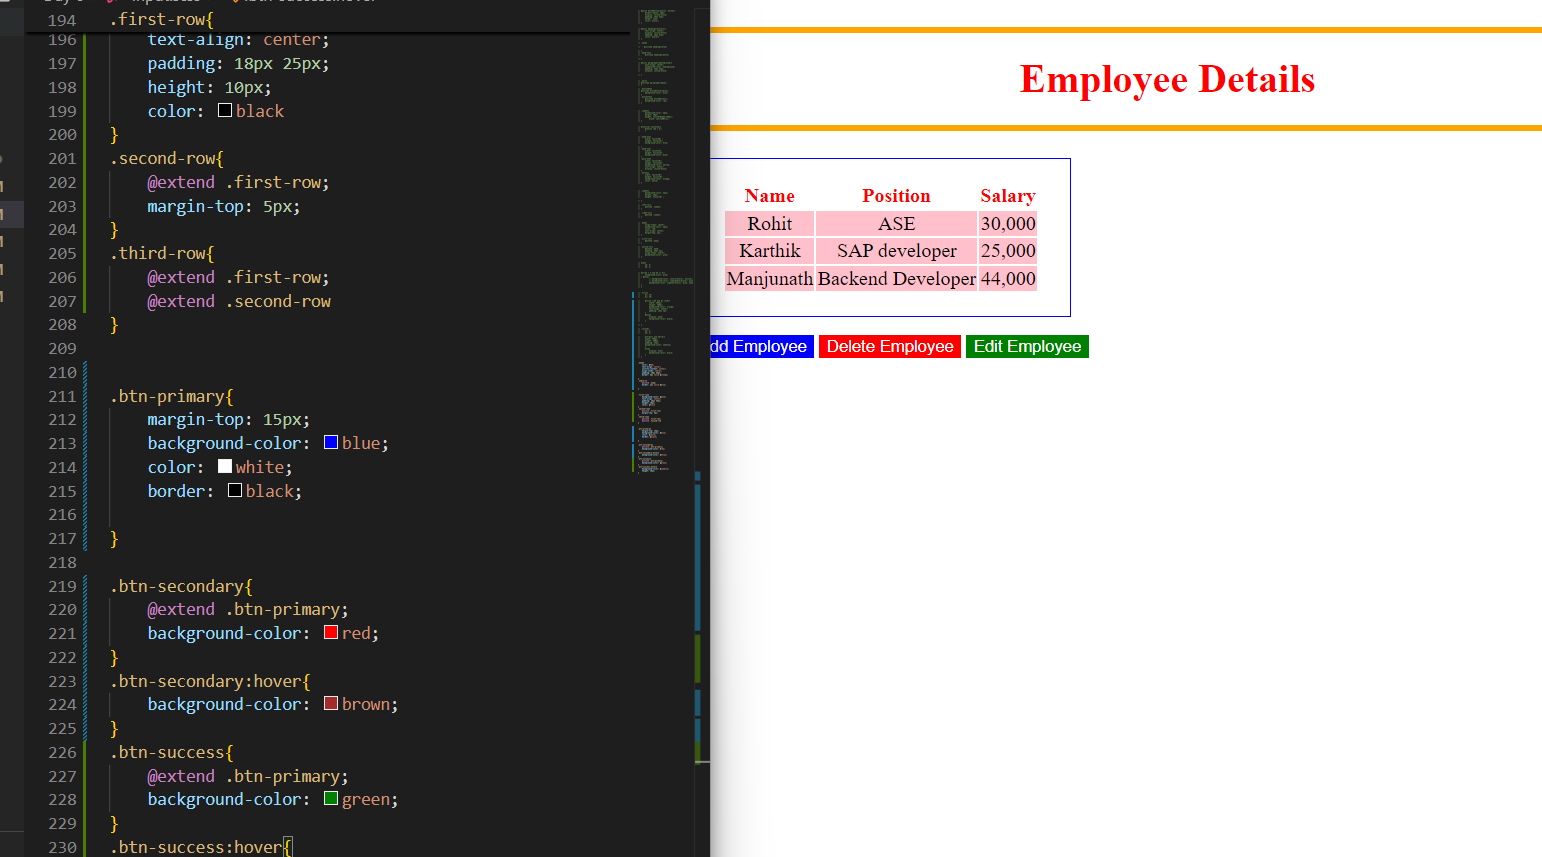 194 .first-row{
196 text-align: center;
197 padding: 18px 25px;
198 height: 10px;
199 color: black
200 }
201 .second-row{
202 @extend .first-row;
203 margin-top: 5px;
204 }
205 .third-row{
206 @extend .first-row;
207 @extend .second-row
208 }
209
210
211 .btn-primary{
212 margin-top: 15px;
213 background-color: blue;
214 color: white;
215 border: black;
216
217 }
218
219 .btn-secondary{
220 @extend .btn-primary;
221 background-color: red;
222 }
223 .btn-secondary:hover{
224 background-color: brown;
225 }
226 .btn-success{
227 @extend .btn-primary;
228 background-color: green;
229 }
230 .btn-success:hover{
Employee Details
Name Position Salary
Rohit ASE 30,000
Karthik SAP developer 25,000
Manjunath Backend Developer 44,000
dd Employee Delete Employee Edit Employee